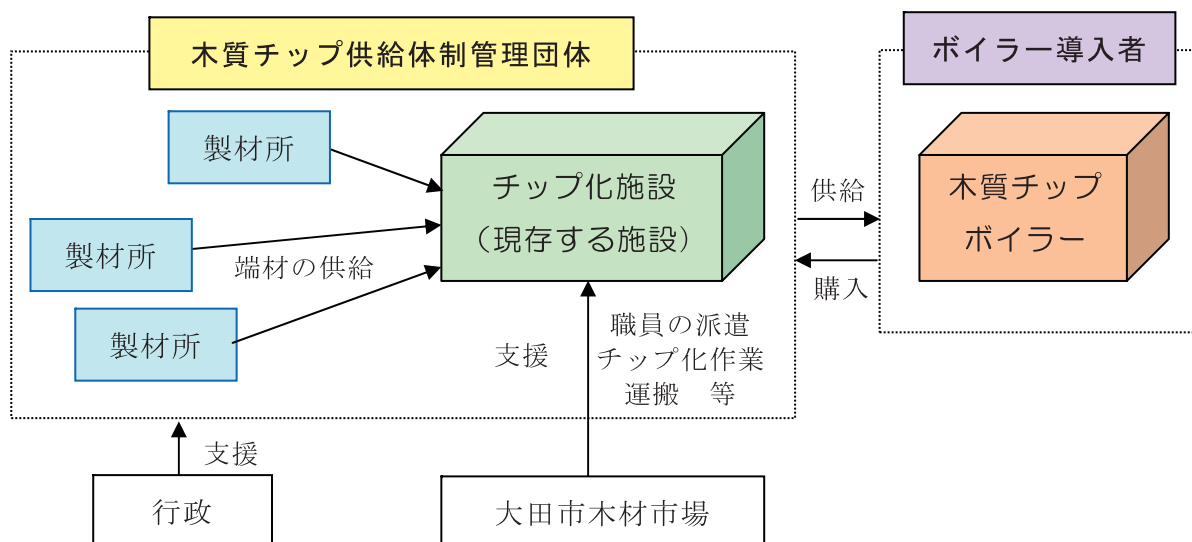 木質チップ供給体制管理団体
ボイラー導入者
製材所
製材所
製材所
端材の供給
チップ化施設
（現存する施設）
供給
購入
木質チップ
ボイラー
支援
職員の派遣
チップ化作業
運搬　等
支援
行政
大田市木材市場